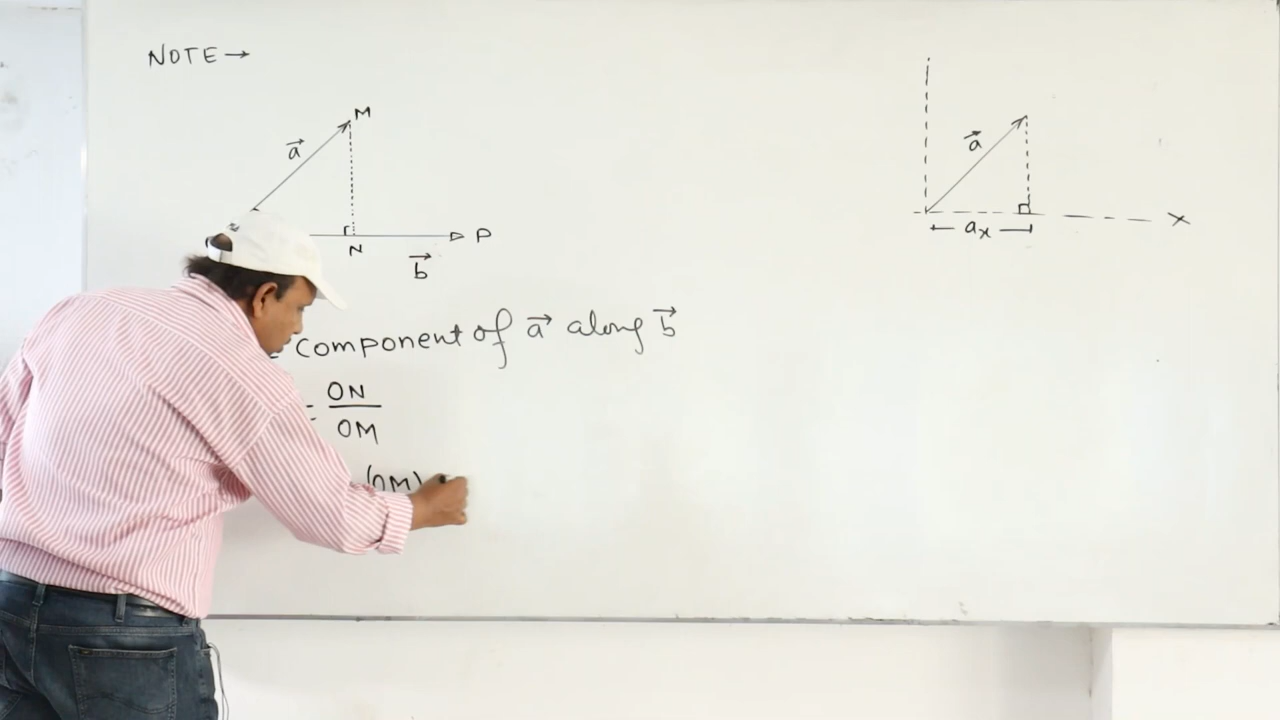 NOTE →
M
a⃗
a⃗
N
P
b⃗
X
aₓ
component of a⃗ along b⃗
= ON
OM
(OM)